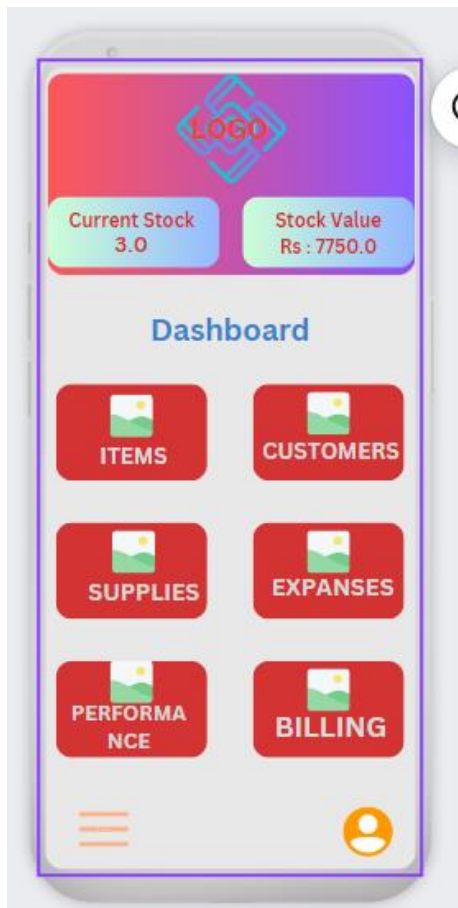 LOGO
Current Stock
3.0
Stock Value
Rs : 7750.0
Dashboard
ITEMS
CUSTOMERS
SUPPLIES
EXPANSES
PERFORMA
NCE
BILLING